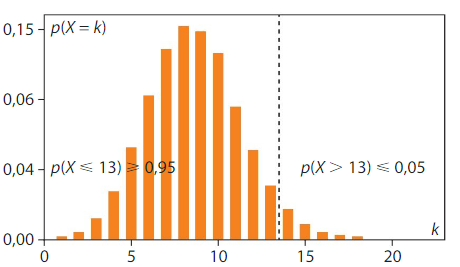 0,15
p(X = k)
0,06
0,04
p(X ⩽ 13) ⩾ 0,95
p(X > 13) ⩽ 0,05
0,00
k
0
5
10
15
20